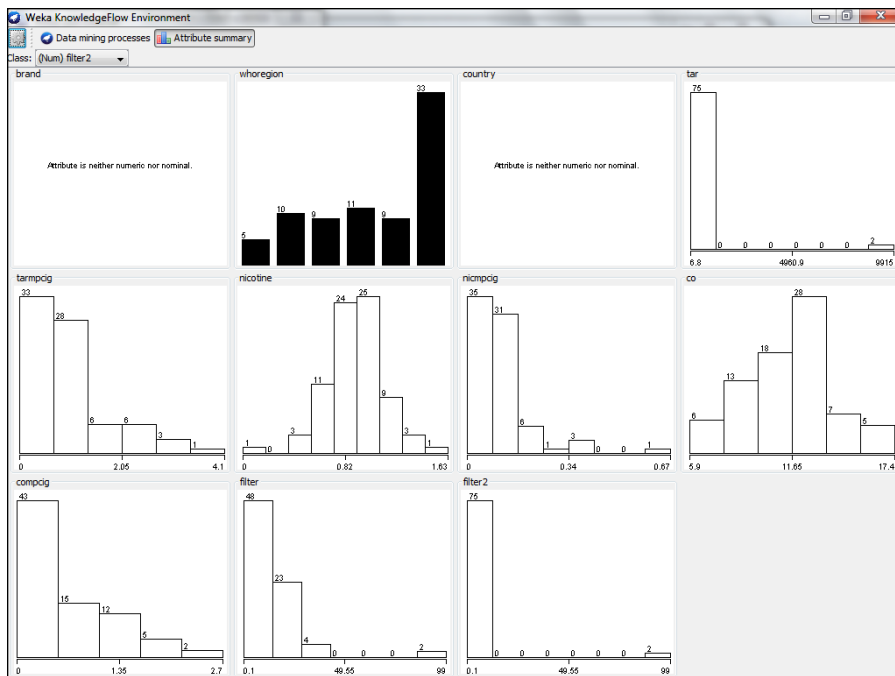 Weka KnowledgeFlow Environment
Data mining processes Attribute summary
Class: (Num) filter2
brand whoregion country tar
Attribute is neither numeric nor nominal.
5 10 9 11 9 33
Attribute is neither numeric nor nominal.
75 0 0 0 0 0 0 2
6.8 4960.9 9915
tarmpcig nicotine nicmpcig co
33 28 6 6 3 1
0 2.05 4.1
1 0 3 11 24 25 9 3 1
0 0.82 1.63
35 31 6 1 3 0 0 1
0 0.34 0.67
6 13 18 28 7 5
5.9 11.65 17.4
compcig filter filter2
43 15 12 5 2
0 1.35 2.7
48 23 4 0 0 0 2
0.1 49.55 99
75 0 0 0 0 0 0 2
0.1 49.55 99